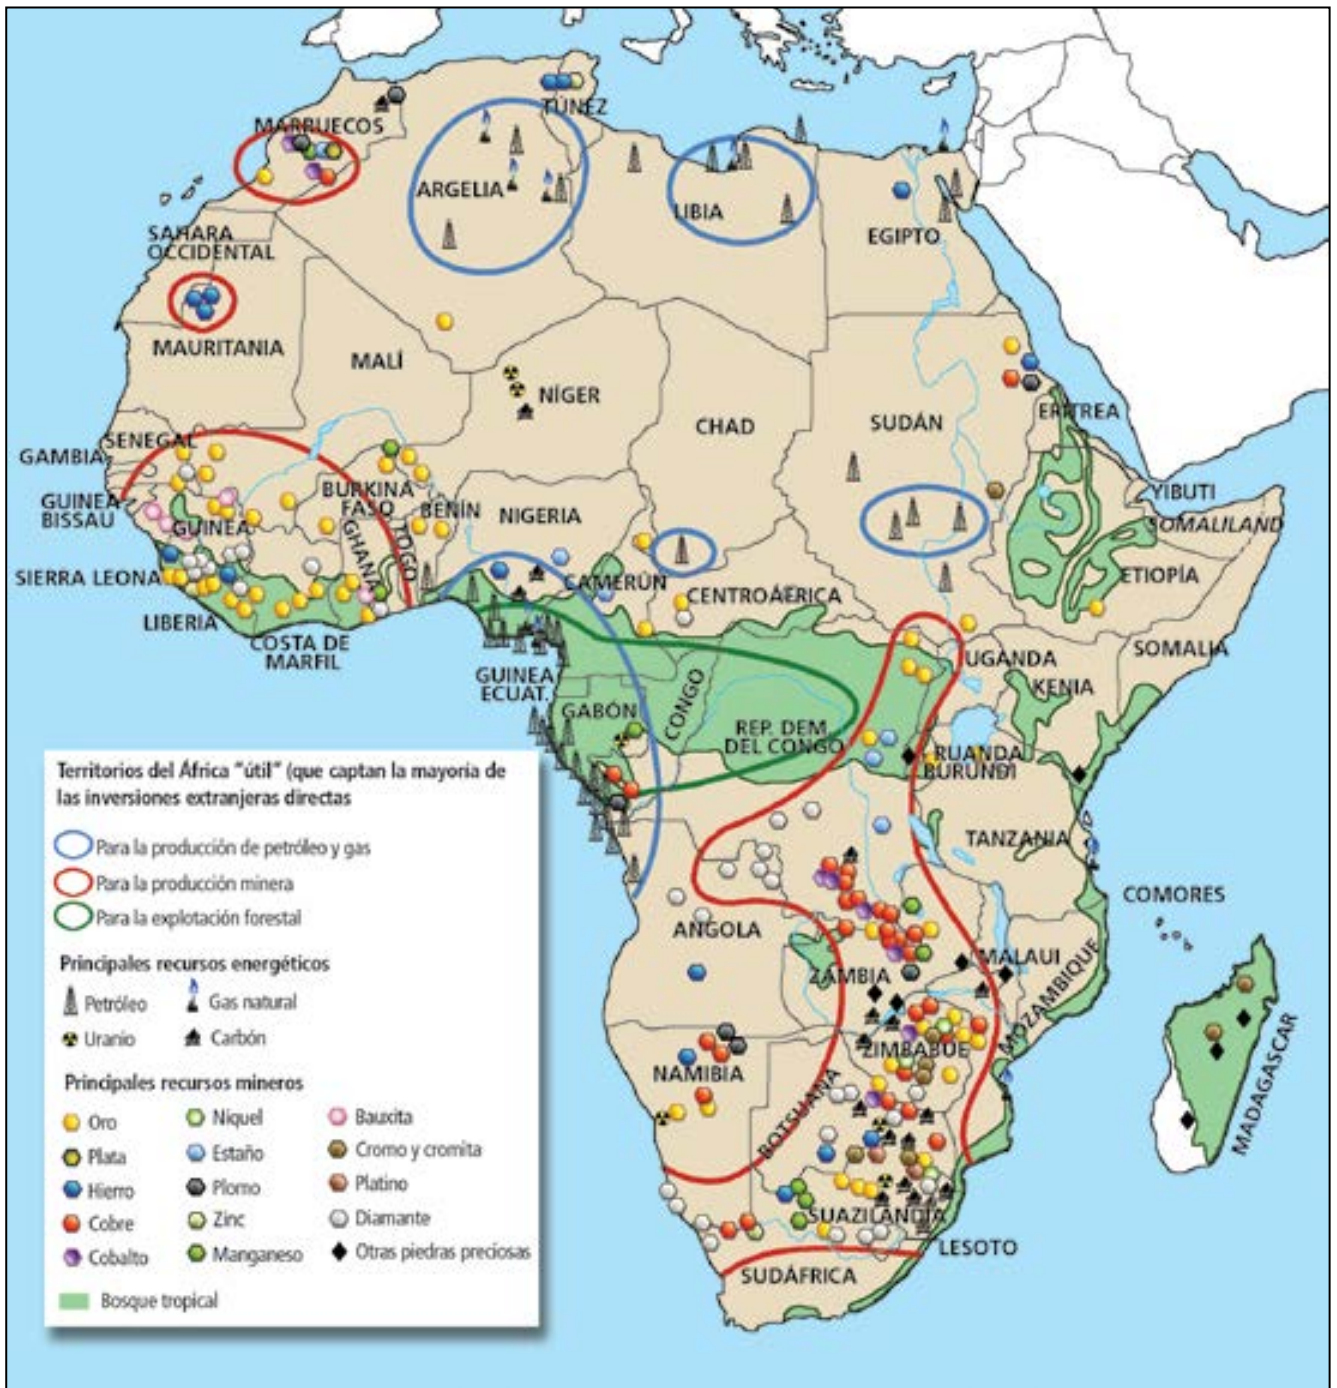 TÚNEZ
MARRUECOS
ARGELIA
LIBIA
EGIPTO
SAHARA
OCCIDENTAL
MAURITANIA
MALÍ
NÍGER
CHAD
SUDÁN
ERITREA
SENEGAL
GAMBIA
GUINEA
BISSAU
GUINEA
BURKINA
FASO
BENÍN
GHANA
TOGO
NIGERIA
YIBUTI
SOMALILAND
ETIOPÍA
SIERRA LEONA
LIBERIA
COSTA DE
MARFIL
CAMERÚN
CENTROÁFRICA
SOMALIA
UGANDA
KENIA
GUINEA
ECUAT.
GABÓN
CONGO
REP. DEM
DEL CONGO
RUANDA
BURUNDI
TANZANIA
COMORES
ANGOLA
ZAMBIA
MALAUI
MOZAMBIQUE
ZIMBABUE
NAMIBIA
BOTSUANA
MADAGASCAR
SUAZILANDIA
LESOTO
SUDÁFRICA
Territorios del África "útil" (que captan la mayoría de
las inversiones extranjeras directas
Para la producción de petróleo y gas
Para la producción minera
Para la explotación forestal
Principales recursos energéticos
Petróleo
Gas natural
Uranio
Carbón
Principales recursos mineros
Oro
Níquel
Bauxita
Plata
Estaño
Cromo y cromita
Hierro
Plomo
Platino
Cobre
Zinc
Diamante
Cobalto
Manganeso
Otras piedras preciosas
Bosque tropical